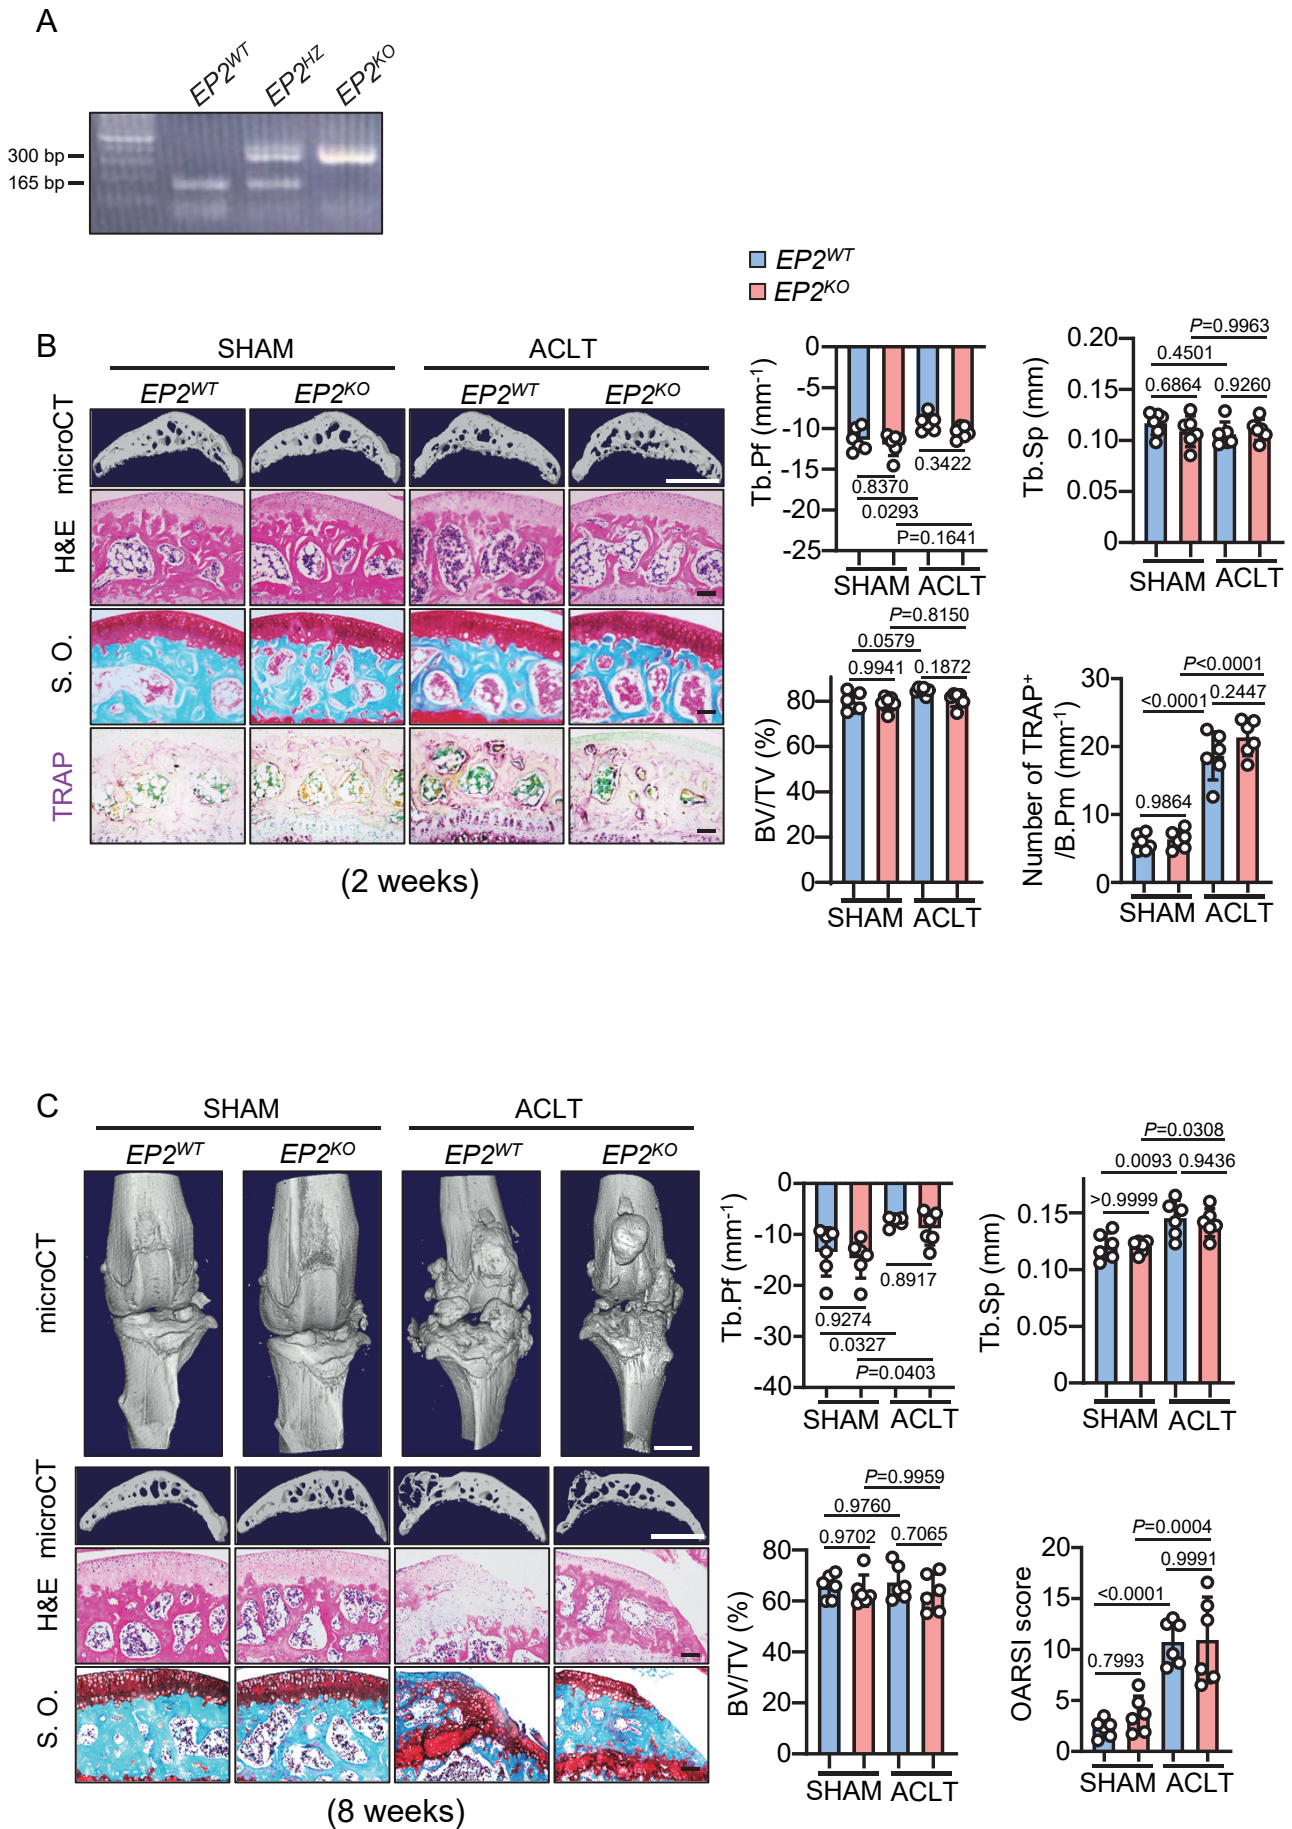 A
EP2WT EP2HZ EP2KO
300 bp
165 bp
EP2WT
EP2KO
B
SHAM ACLT
EP2WT EP2KO EP2WT EP2KO
microCT
H&E
S. O.
TRAP
(2 weeks)
Tb.Pf (mm-1)
0
-5
-10
-15
-20
-25
0.3422
0.8370
0.0293
P=0.1641
SHAM ACLT
Tb.Sp (mm)
P=0.9963
0.4501
0.6864 0.9260
0.20
0.15
0.10
0.05
0
SHAM ACLT
BV/TV (%)
P=0.8150
0.0579
0.9941 0.1872
80
60
40
20
0
SHAM ACLT
Number of TRAP+
/B.Pm (mm-1)
P<0.0001
<0.0001 0.2447
0.9864
30
20
10
0
SHAM ACLT
C
SHAM ACLT
EP2WT EP2KO EP2WT EP2KO
microCT
microCT
H&E
S. O.
(8 weeks)
Tb.Pf (mm-1)
0
-10
-20
-30
-40
0.8917
0.9274
0.0327
P=0.0403
SHAM ACLT
Tb.Sp (mm)
P=0.0308
0.0093 0.9436
>0.9999
0.15
0.10
0.05
0
SHAM ACLT
BV/TV (%)
P=0.9959
0.9760
0.9702 0.7065
80
60
40
20
0
SHAM ACLT
OARSI score
P=0.0004
0.9991
<0.0001
0.7993
20
15
10
5
0
SHAM ACLT